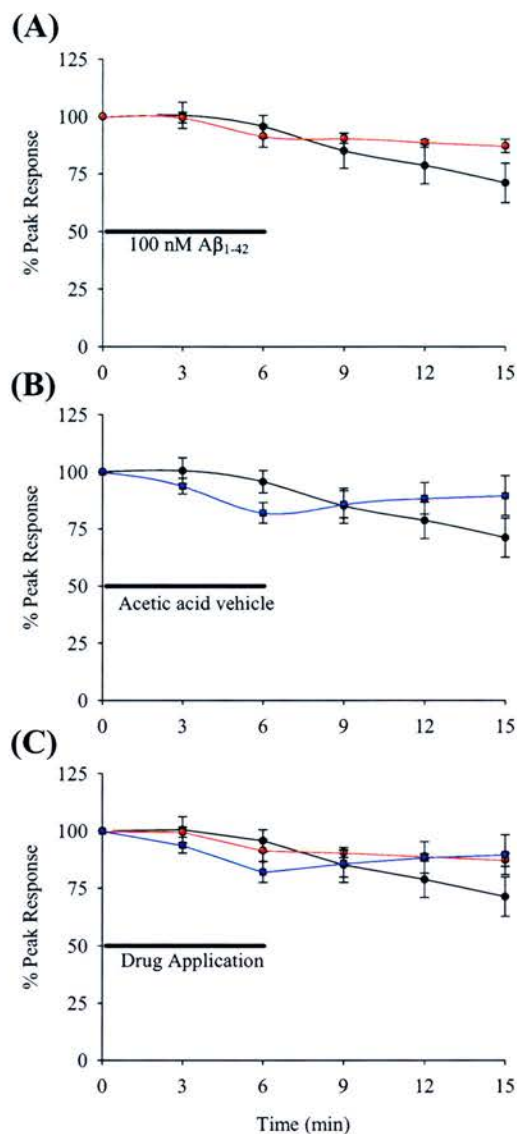 (A)
125
100
75
50
25
0
% Peak Response
100 nM Aβ₁₋₄₂
0 3 6 9 12 15
(B)
125
100
75
50
25
0
% Peak Response
Acetic acid vehicle
0 3 6 9 12 15
(C)
125
100
75
50
25
0
% Peak Response
Drug Application
0 3 6 9 12 15
Time (min)